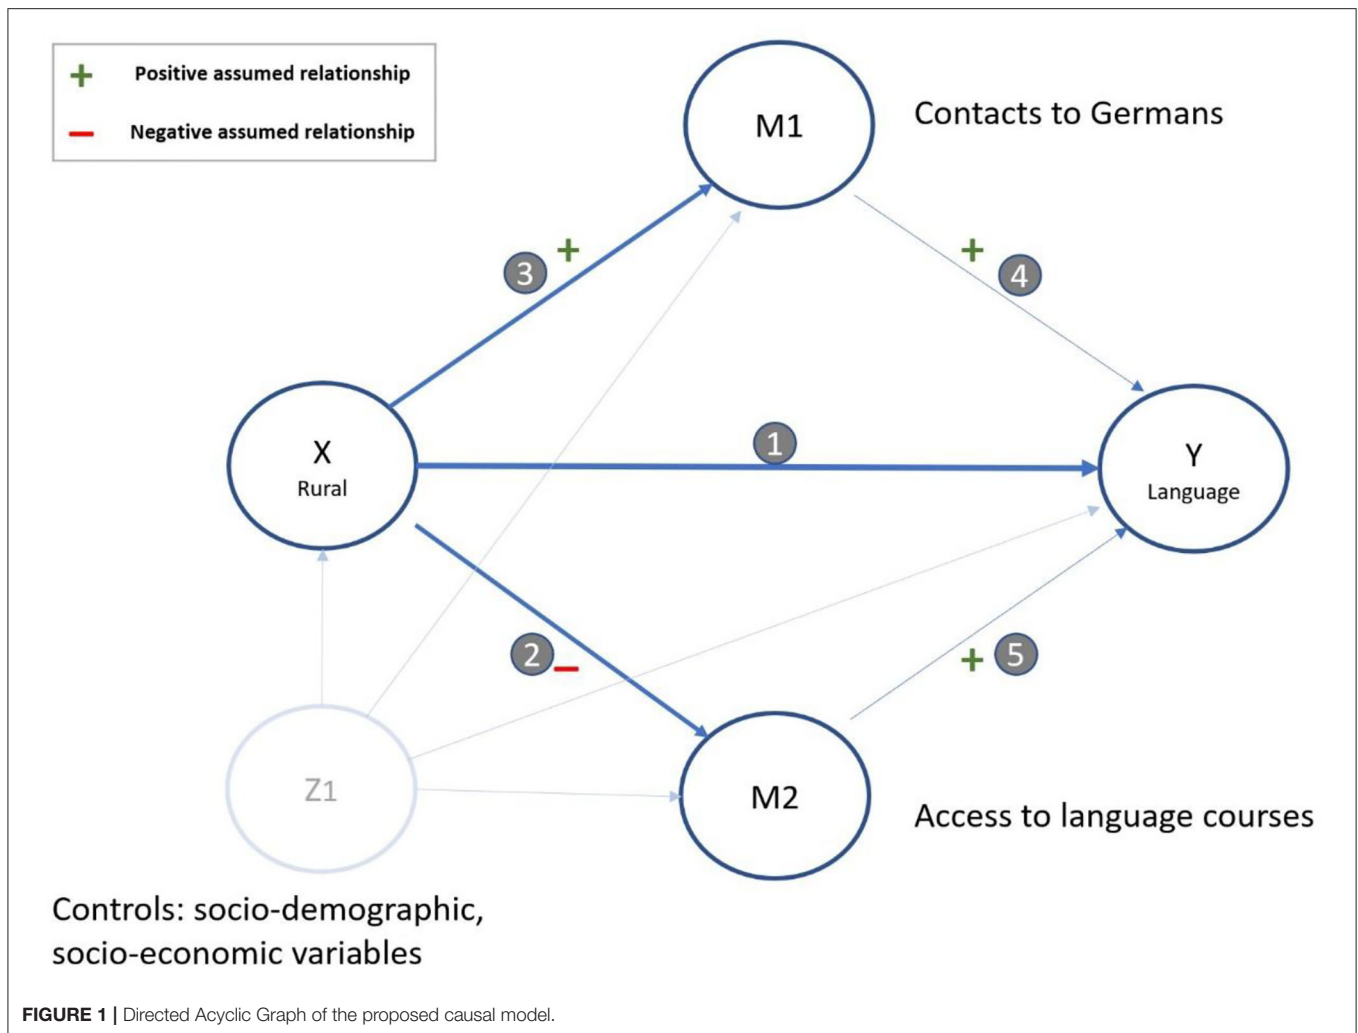 + Positive assumed relationship
− Negative assumed relationship
M1
Contacts to Germans
3 +
+ 4
1
X
Rural
Y
Language
2 −
+ 5
Z1
M2
Access to language courses
Controls: socio-demographic,
socio-economic variables
FIGURE 1 | Directed Acyclic Graph of the proposed causal model.